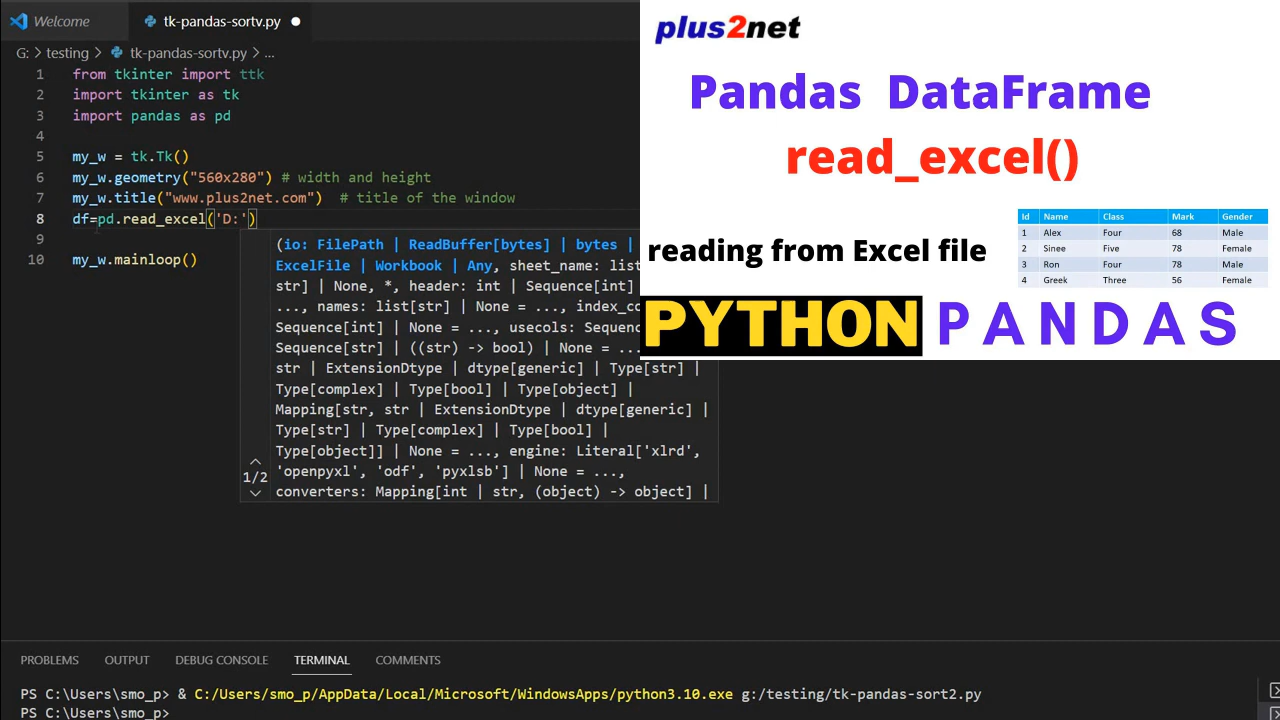 Welcome
tk-pandas-sortv.py
G: > testing > tk-pandas-sortv.py > ...
1 from tkinter import ttk
2 import tkinter as tk
3 import pandas as pd
4
5 my_w = tk.Tk()
6 my_w.geometry("560x280") # width and height
7 my_w.title("www.plus2net.com")  # title of the window
8 df=pd.read_excel('D:')
9
10 my_w.mainloop()
(io: FilePath | ReadBuffer[bytes] | bytes |
ExcelFile | Workbook | Any, sheet_name: list
str] | None, *, header: int | Sequence[int]
..., names: list[str] | None = ..., index_co
Sequence[int] | None = ..., usecols: Sequenc
Sequence[str] | ((str) -> bool) | None = ...
str | ExtensionDtype | dtype[generic] | Type[str] |
Type[complex] | Type[bool] | Type[object] |
Mapping[str, str | ExtensionDtype | dtype[generic] |
Type[str] | Type[complex] | Type[bool] |
Type[object]] | None = ..., engine: Literal['xlrd',
'openpyxl', 'odf', 'pyxlsb'] | None = ...,
converters: Mapping[int | str, (object) -> object] |
1/2
plus2net
Pandas DataFrame
read_excel()
reading from Excel file
Id Name Class Mark Gender
1 Alex Four 68 Male
2 Sinee Five 78 Female
3 Ron Four 78 Male
4 Greek Three 56 Female
PYTHON PANDAS
PROBLEMS OUTPUT DEBUG CONSOLE TERMINAL COMMENTS
PS C:\Users\smo_p> & C:/Users/smo_p/AppData/Local/Microsoft/WindowsApps/python3.10.exe g:/testing/tk-pandas-sort2.py
PS C:\Users\smo_p>